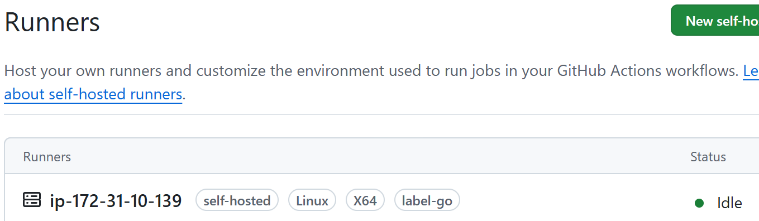 Runners
New self-ho
Host your own runners and customize the environment used to run jobs in your GitHub Actions workflows. Le
about self-hosted runners.
Runners Status
ip-172-31-10-139 self-hosted Linux X64 label-go Idle